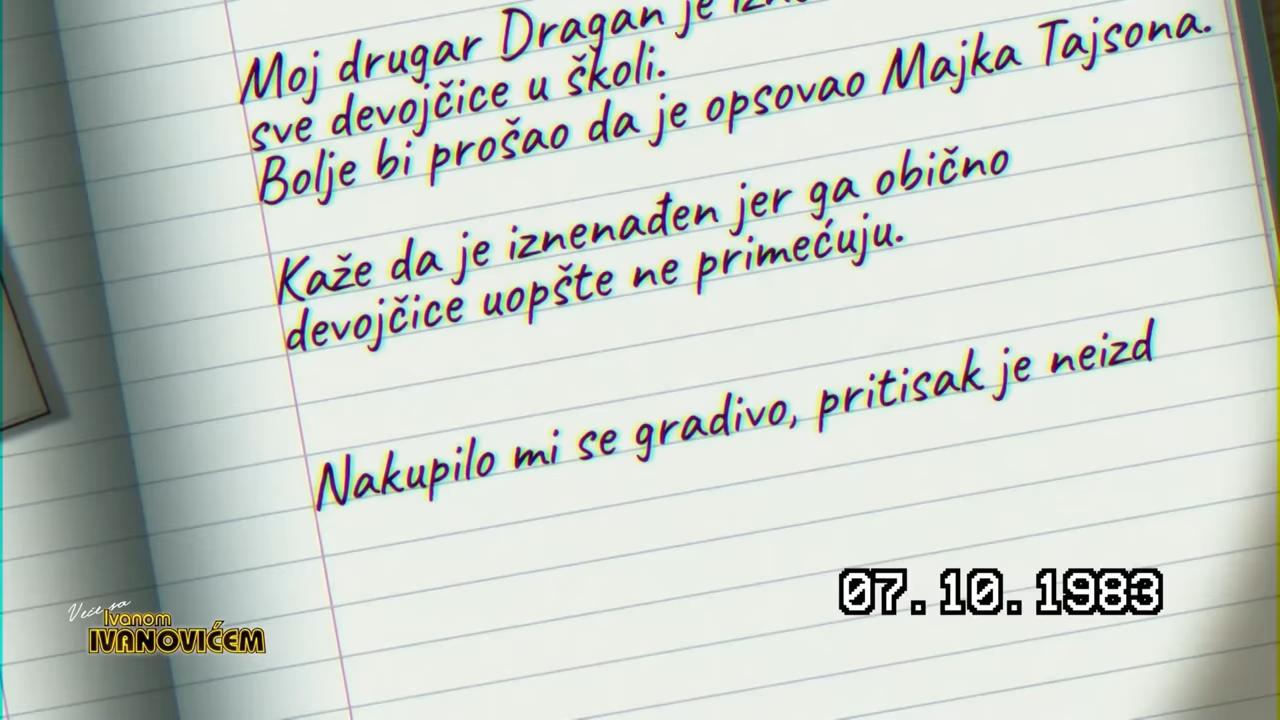 Moj drugar Dragan je
sve devojčice u školi.
Bolje bi prošao da je opsovao Majka Tajsona.
Kaže da je iznenađen jer ga obično
devojčice uopšte ne primećuju.
Nakupilo mi se gradivo, pritisak je neizd
07.10.1983
Veče sa
Ivanom
IVANOVIĆEM